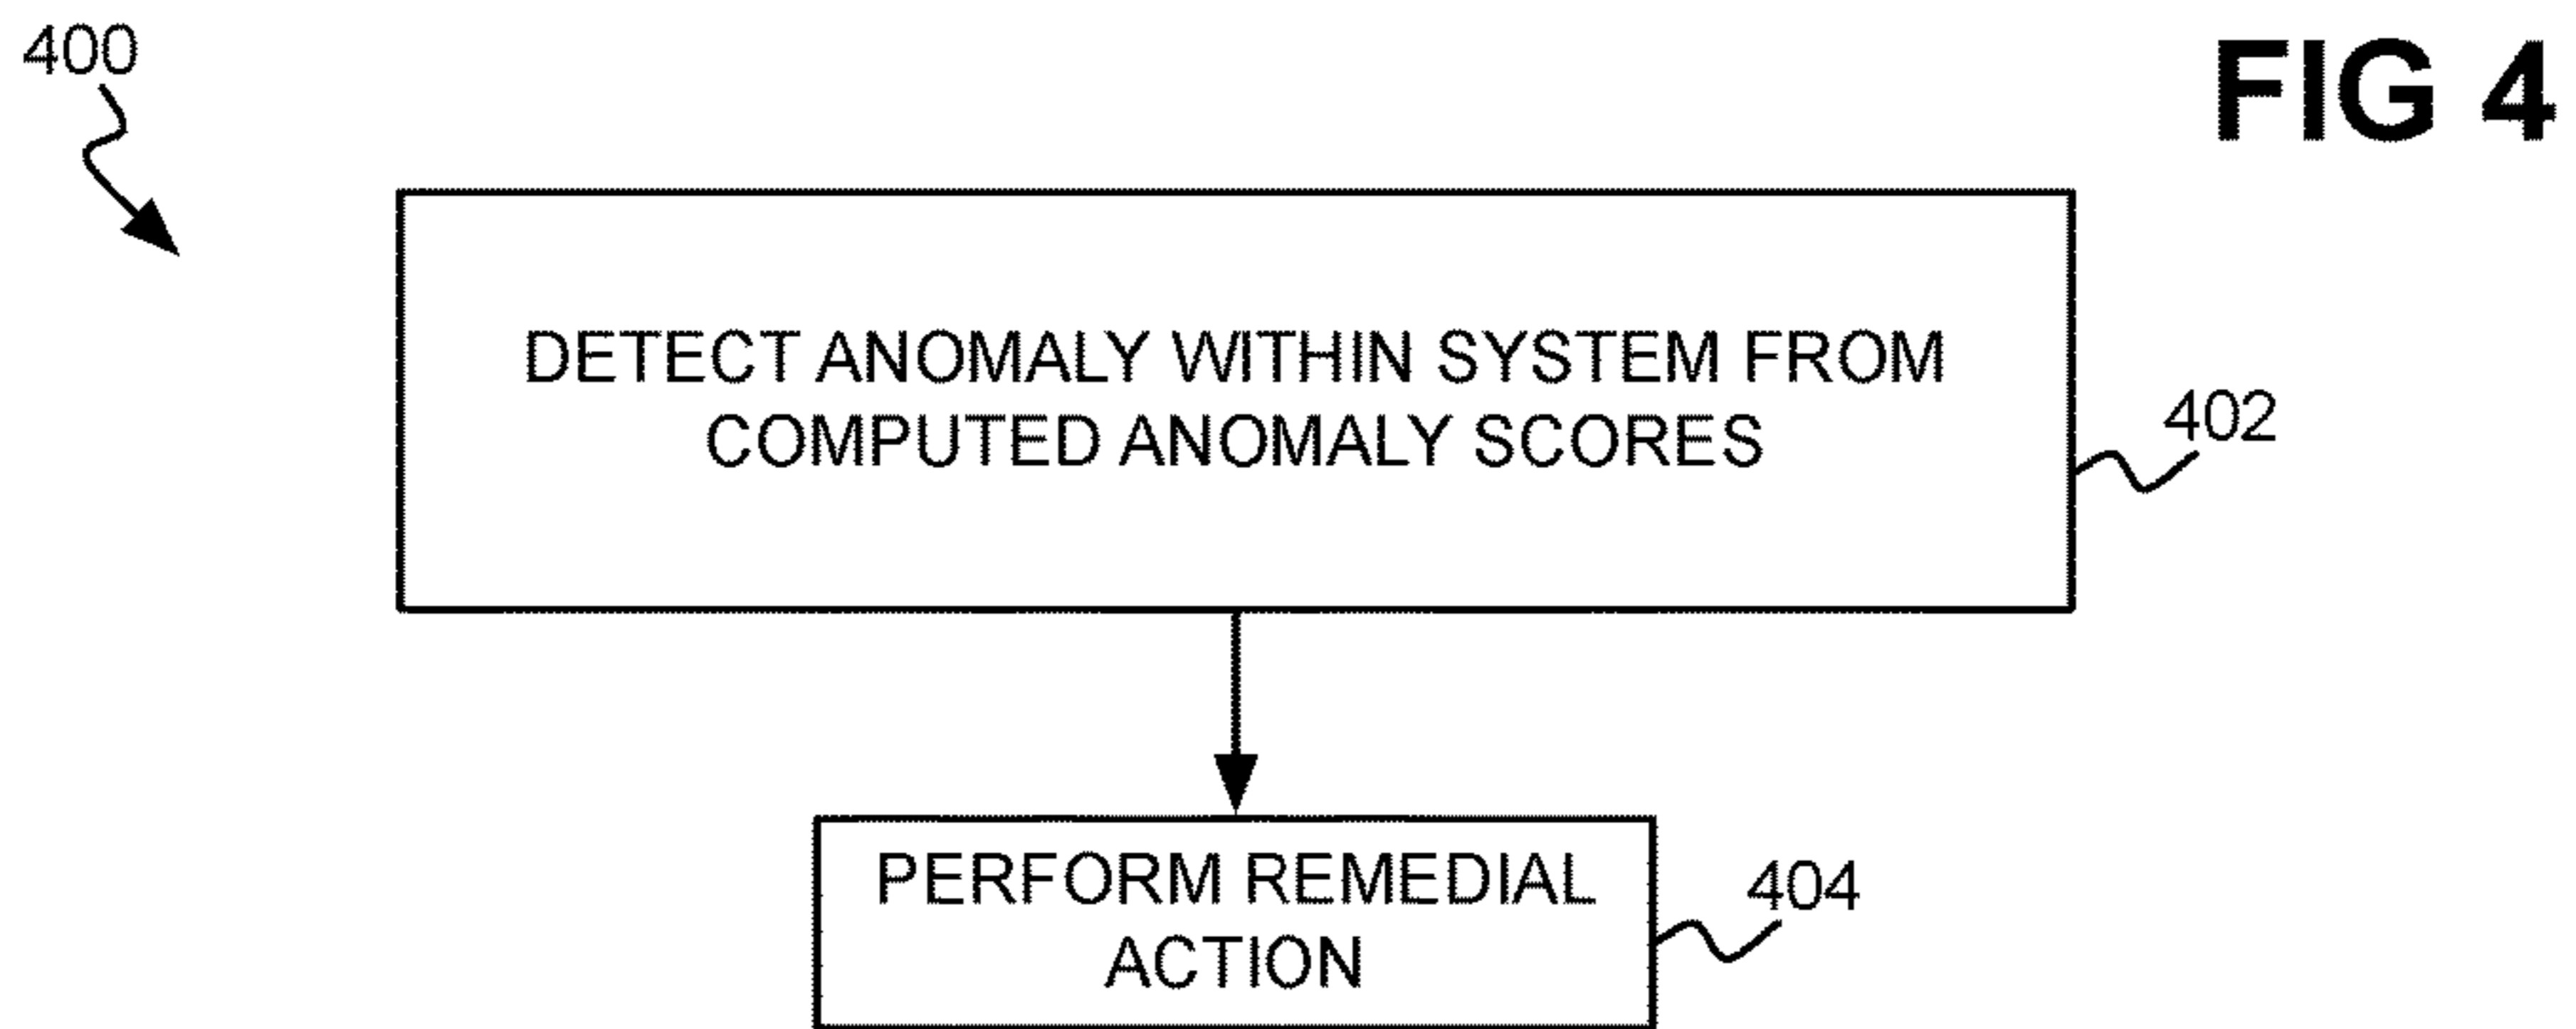 400
FIG 4
DETECT ANOMALY WITHIN SYSTEM FROM
COMPUTED ANOMALY SCORES
402
PERFORM REMEDIAL
ACTION
404